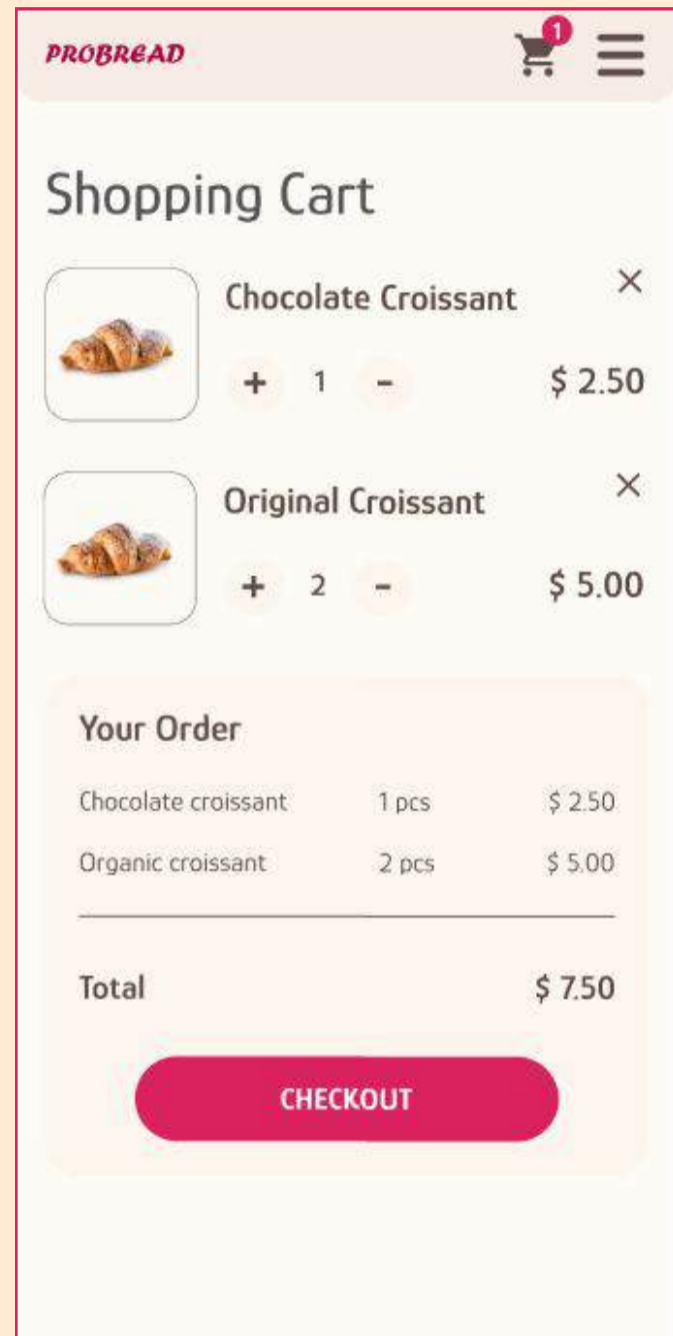 PROBREAD
1
Shopping Cart
Chocolate Croissant ×
+ 1 - $ 2.50
Original Croissant ×
+ 2 - $ 5.00
Your Order
Chocolate croissant 1 pcs $ 2.50
Organic croissant 2 pcs $ 5.00
Total $ 7.50
CHECKOUT